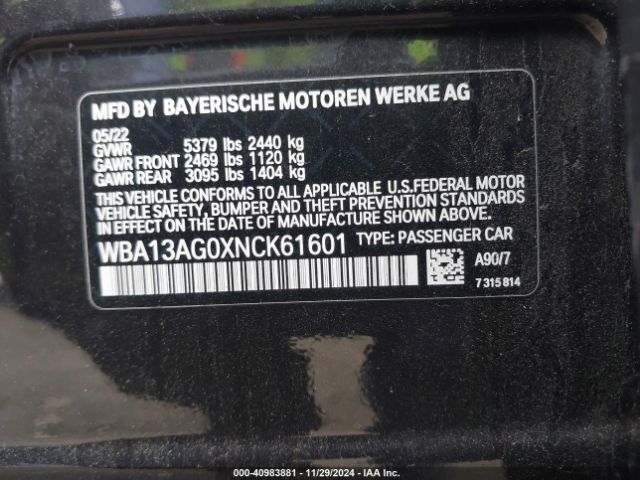 MFD BY BAYERISCHE MOTOREN WERKE AG
05/22
GVWR 5379 lbs 2440 kg
GAWR FRONT 2469 lbs 1120 kg
GAWR REAR 3095 lbs 1404 kg
THIS VEHICLE CONFORMS TO ALL APPLICABLE U.S.FEDERAL MOTOR
VEHICLE SAFETY, BUMPER AND THEFT PREVENTION STANDARDS
IN EFFECT ON THE DATE OF MANUFACTURE SHOWN ABOVE.
WBA13AG0XNCK61601 TYPE: PASSENGER CAR
A90/7
7 315 814
000-40983881 - 11/29/2024 - IAA Inc.